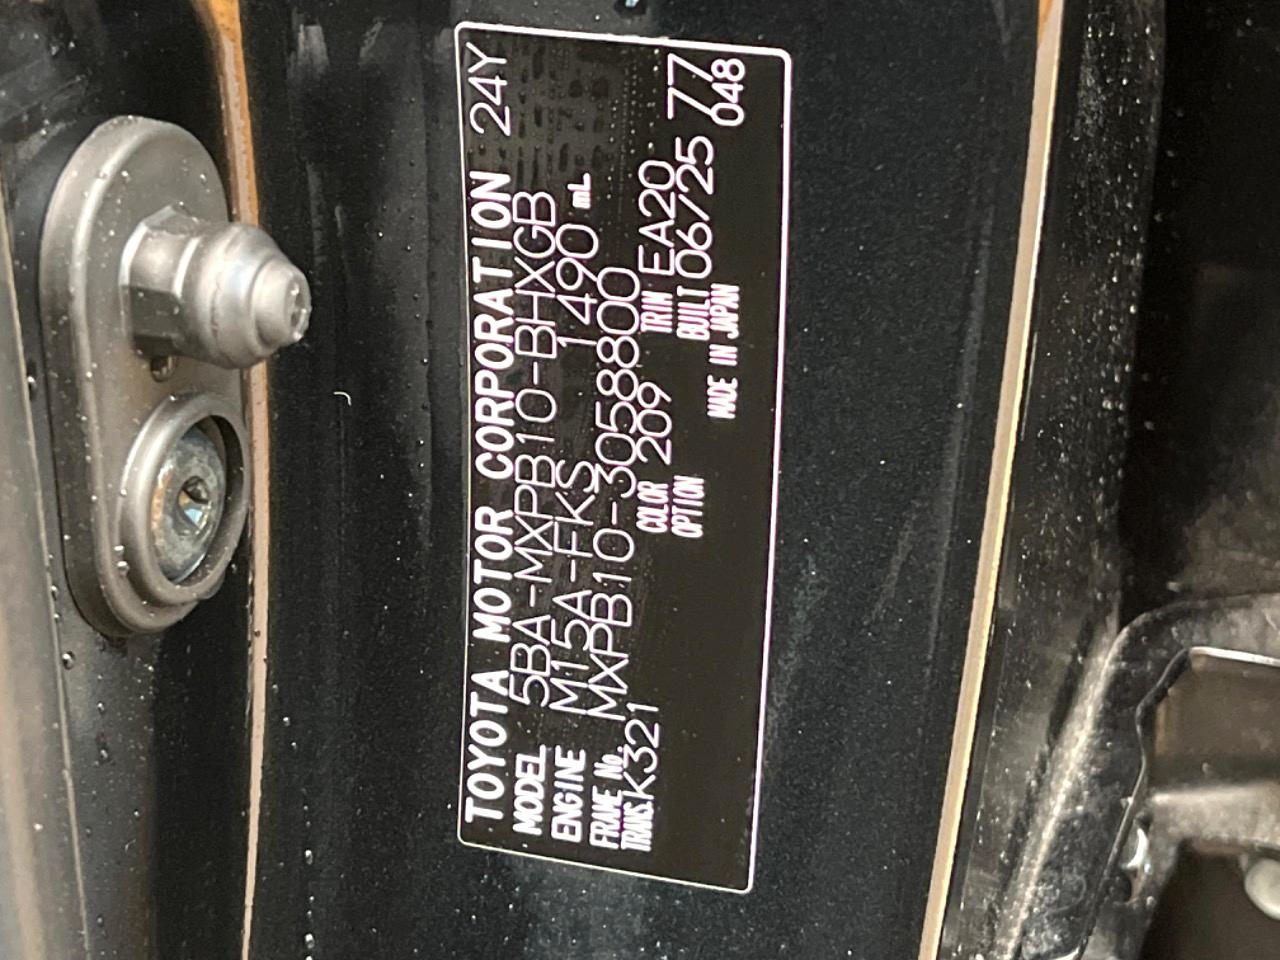 TOYOTA MOTOR CORPORATION 24Y
MODEL 5BA-MXPB10-BHXGB
ENGINE M15A-FKS 1490 mL
FRAME No. MXPB10-3058800
TRANS. K321 COLOR 209 TRIM EA20 77
OPTION BUILT 06/25 048
MADE IN JAPAN